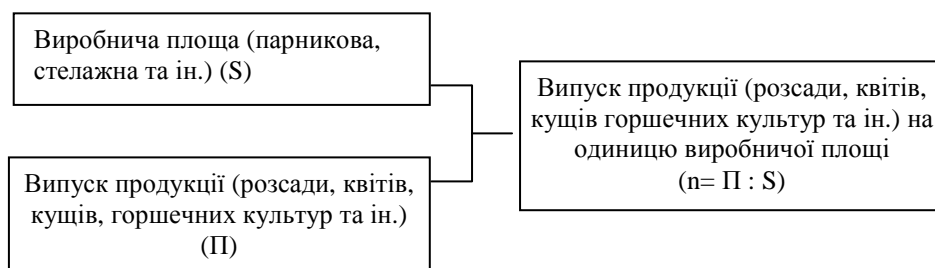 Виробнича площа (парникова,
стелажна та ін.) (S)
Випуск продукції (розсади, квітів,
кущів, горшечних культур та ін.)
(П)
Випуск продукції (розсади, квітів,
кущів горшечних культур та ін.) на
одиницю виробничої площі
(n= П : S)